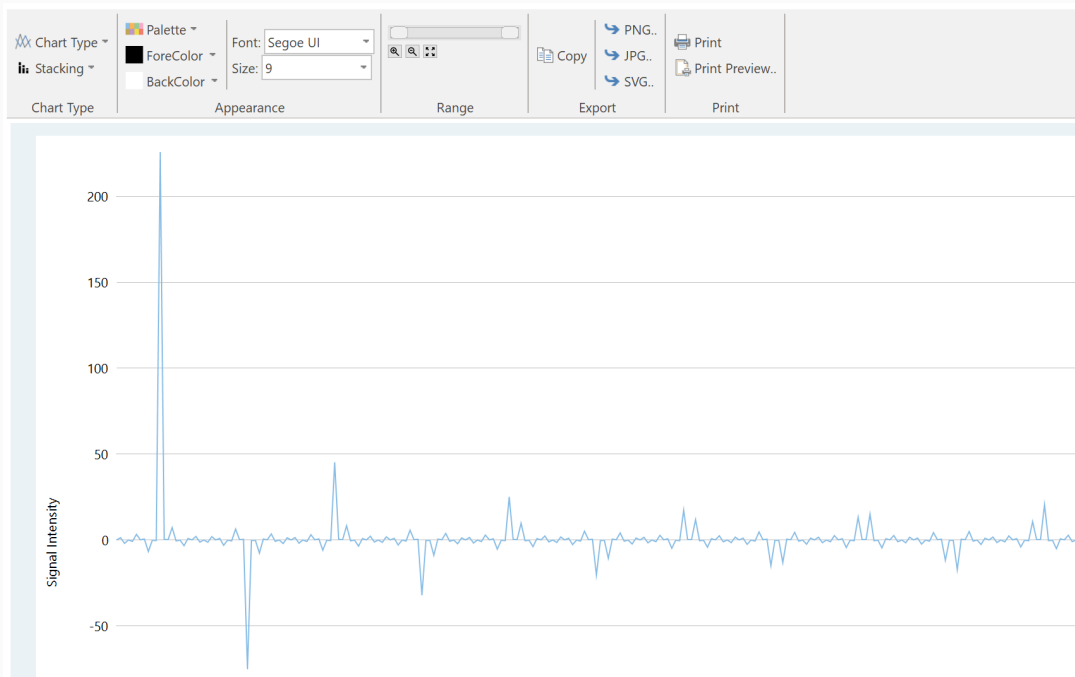 Chart Type
Stacking
Chart Type
Palette
ForeColor
BackColor
Font: Segoe UI
Size: 9
Appearance
Range
Copy
PNG..
JPG..
SVG..
Export
Print
Print Preview..
Print
200
150
100
50
0
-50
Signal Intensity